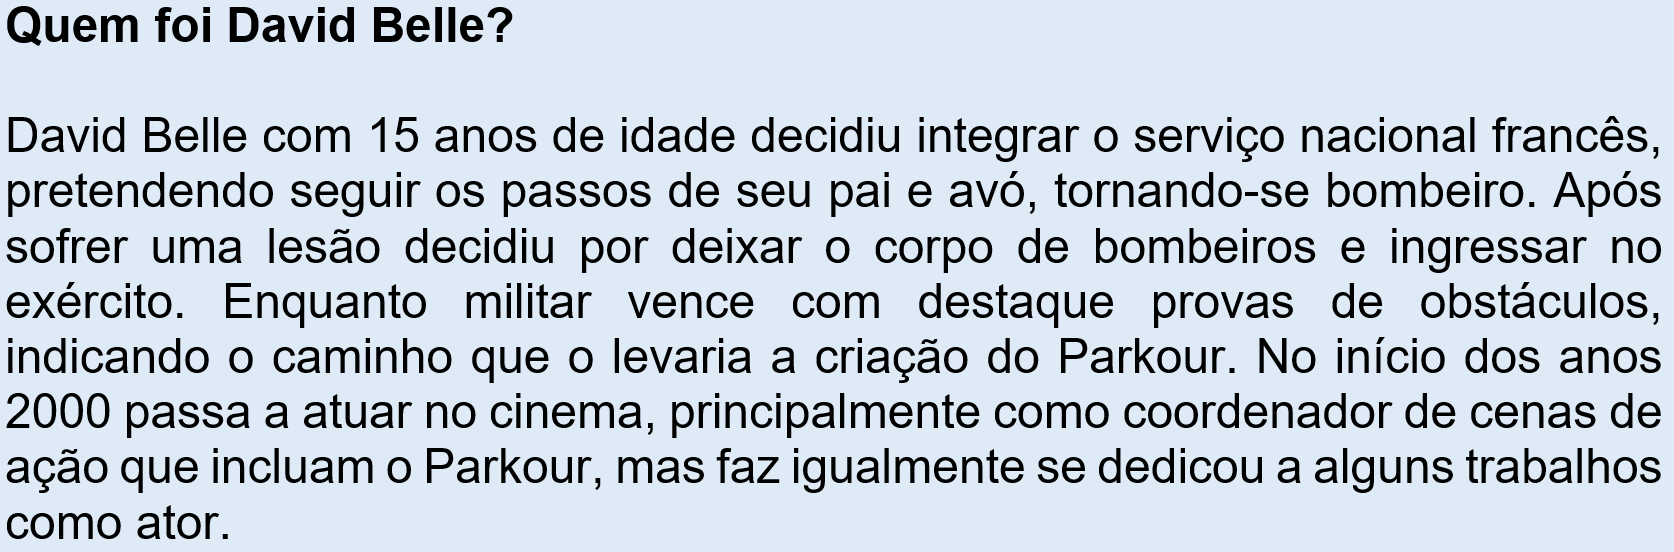 Quem foi David Belle?
David Belle com 15 anos de idade decidiu integrar o serviço nacional francês,
pretendendo seguir os passos de seu pai e avó, tornando-se bombeiro. Após
sofrer uma lesão decidiu por deixar o corpo de bombeiros e ingressar no
exército. Enquanto militar vence com destaque provas de obstáculos,
indicando o caminho que o levaria a criação do Parkour. No início dos anos
2000 passa a atuar no cinema, principalmente como coordenador de cenas de
ação que incluam o Parkour, mas faz igualmente se dedicou a alguns trabalhos
como ator.